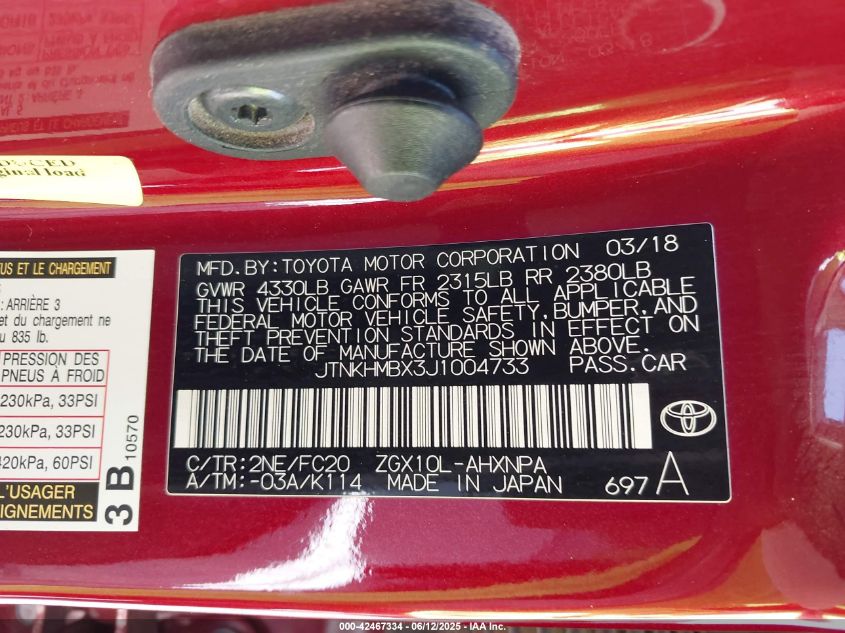 03/18
MFD. BY: TOYOTA MOTOR CORPORATION 03/18
GVWR 4330LB GAWR FR 2315LB RR 2380LB
THIS VEHICLE CONFORMS TO ALL APPLICABLE
FEDERAL MOTOR VEHICLE SAFETY, BUMPER, AND
THEFT PREVENTION STANDARDS IN EFFECT ON
THE DATE OF MANUFACTURE SHOWN ABOVE.
JTNKHMBX3J1004733 PASS. CAR
C/TR:2NE/FC20 ZGX10L-AHXNPA
A/TM:-03A/K114 MADE IN JAPAN 697 A
ginal load
ET LE CHARGEMENT
: ARRIÈRE 3
et du chargement ne
835 lb.
PRESSION DES
PNEUS À FROID
230kPa, 33PSI
230kPa, 33PSI
420kPa, 60PSI
L'USAGER
3 B 10570
000-42467334 - 06/12/2025 - IAA Inc.